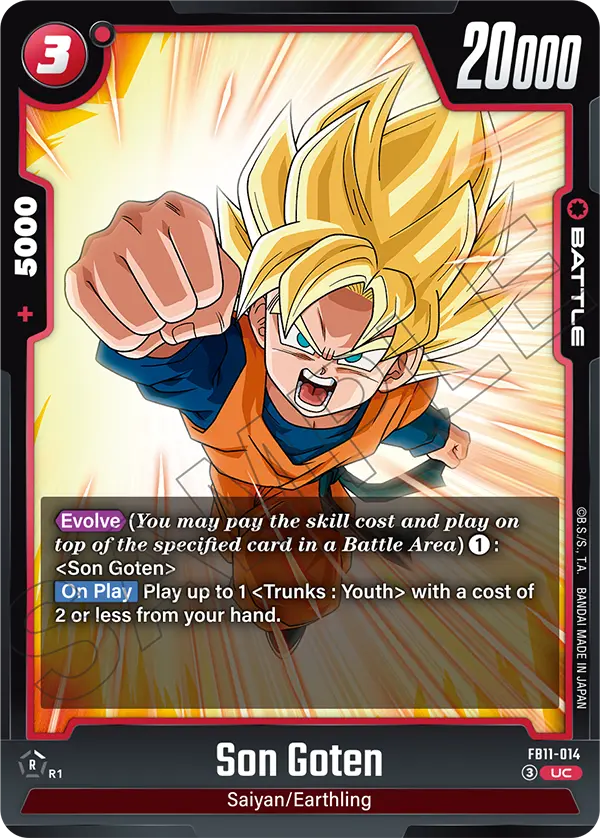 3
20000
+ 5000
BATTLE
SAMPLE
Evolve (You may pay the skill cost and play on
top of the specified card in a Battle Area) 1 :
<Son Goten>
On Play Play up to 1 <Trunks : Youth> with a cost of
2 or less from your hand.
©B.S./S., T.A. BANDAI MADE IN JAPAN
Son Goten
FB11-014
R R1
3 UC
Saiyan/Earthling